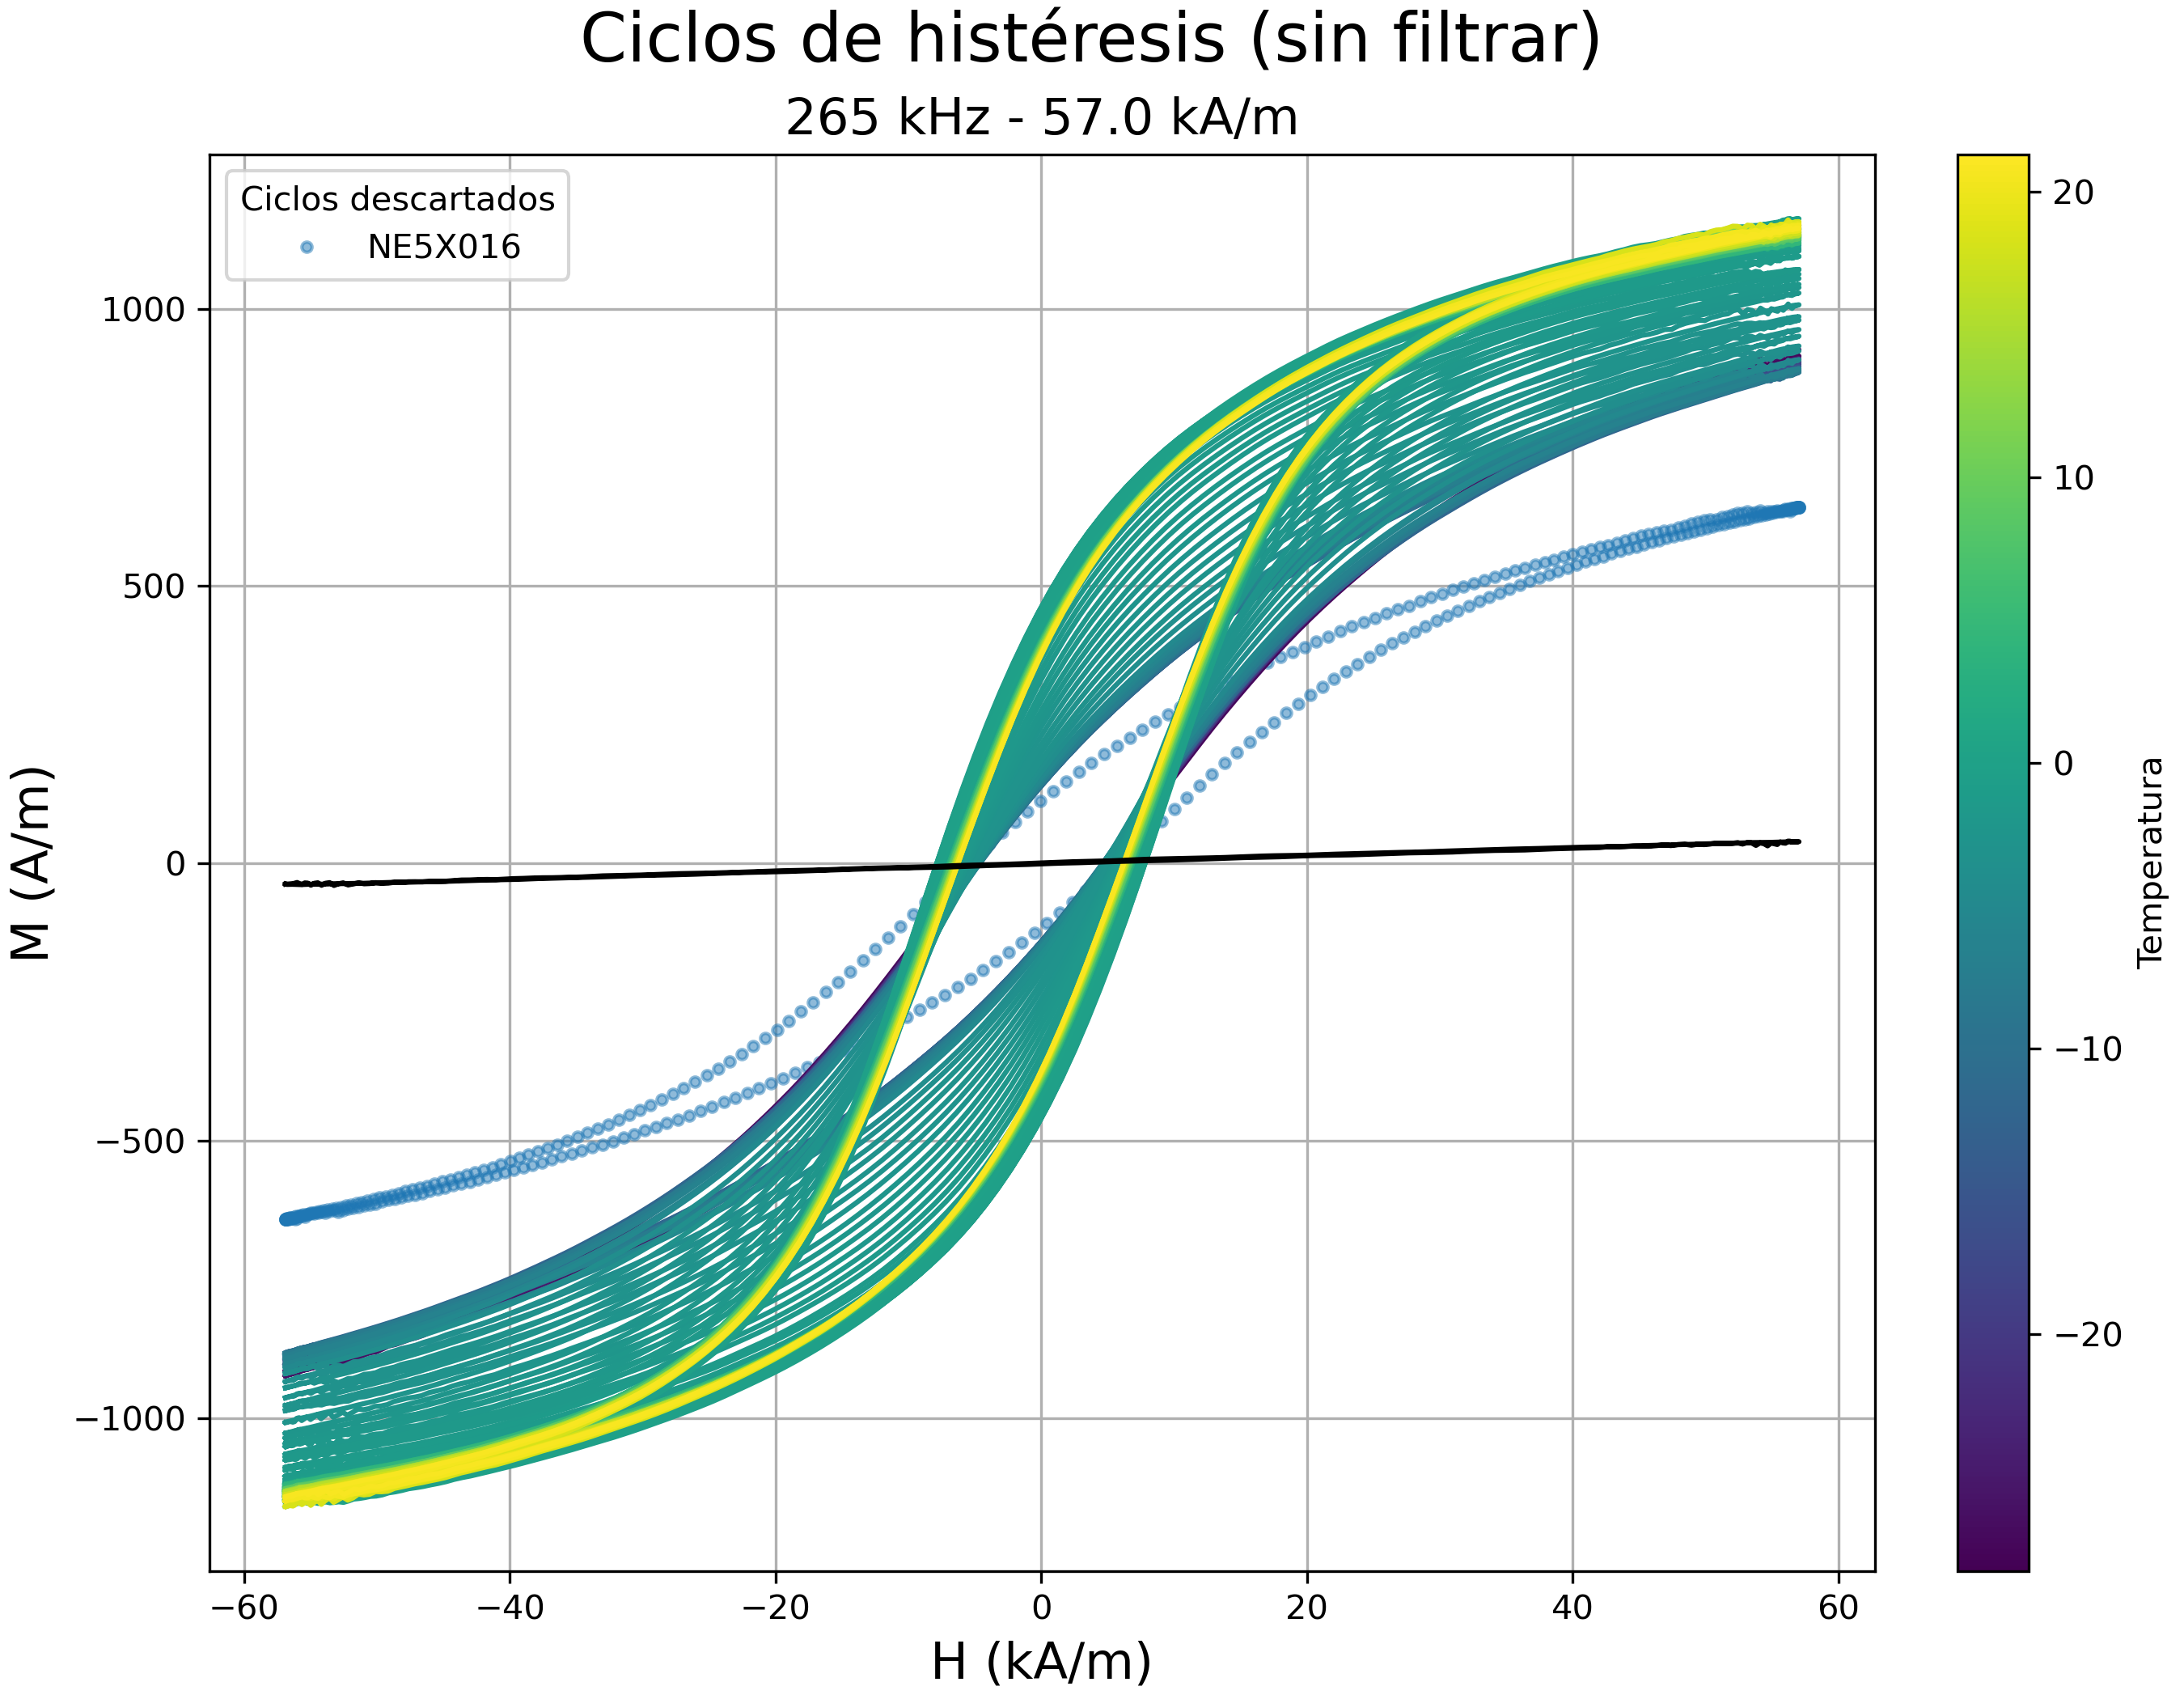 Ciclos de histéresis (sin filtrar)
265 kHz - 57.0 kA/m
Ciclos descartados
NE5X016
M (A/m)
1000
500
0
−500
−1000
−60
−40
−20
0
20
40
60
H (kA/m)
20
10
0
−10
−20
Temperatura